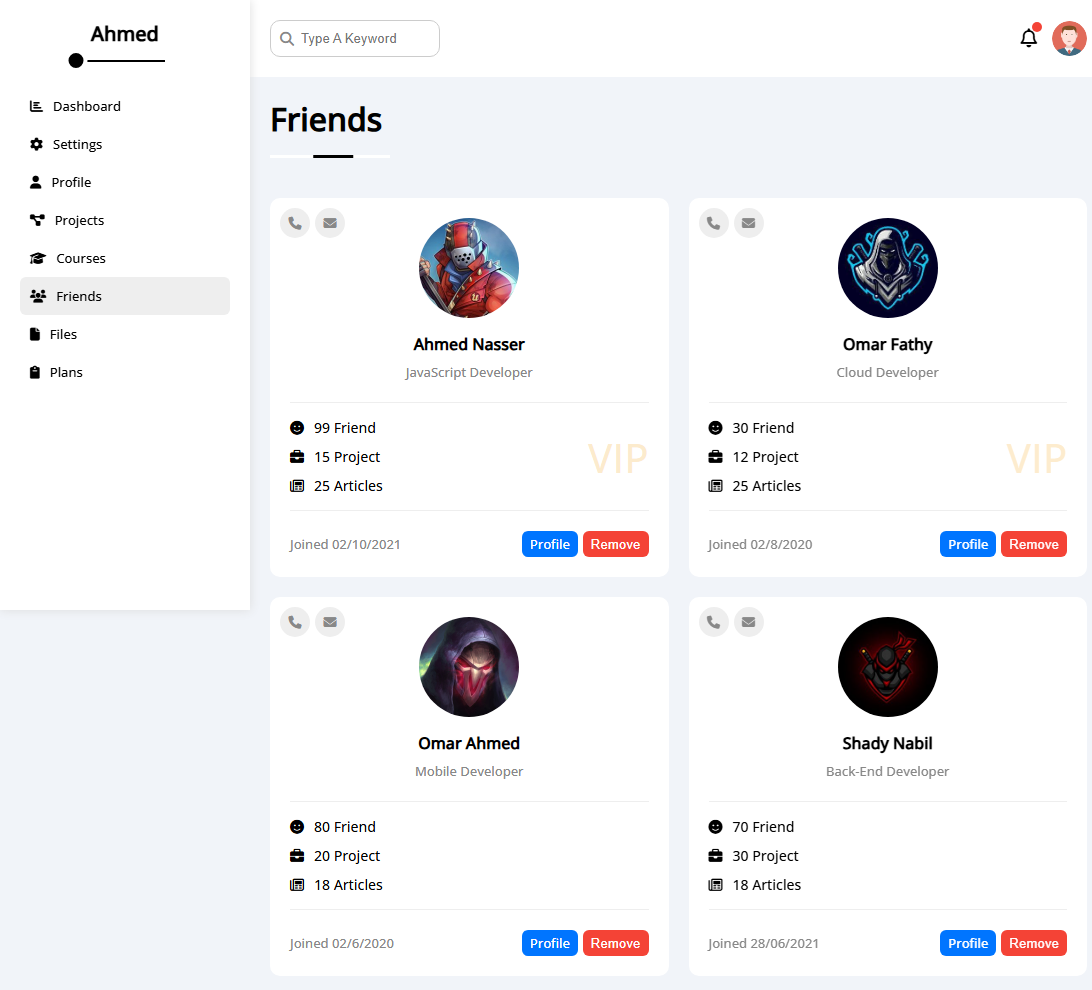 Ahmed
Dashboard
Settings
Profile
Projects
Courses
Friends
Files
Plans
Type A Keyword
Friends
Ahmed Nasser
JavaScript Developer
99 Friend
15 Project
25 Articles
VIP
Joined 02/10/2021
Profile
Remove
Omar Fathy
Cloud Developer
30 Friend
12 Project
25 Articles
VIP
Joined 02/8/2020
Profile
Remove
Omar Ahmed
Mobile Developer
80 Friend
20 Project
18 Articles
Joined 02/6/2020
Profile
Remove
Shady Nabil
Back-End Developer
70 Friend
30 Project
18 Articles
Joined 28/06/2021
Profile
Remove